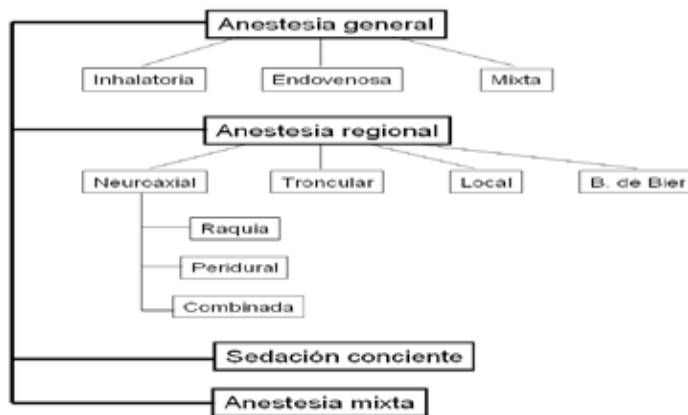 Anestesia general
Inhalatoria Endovenosa Mixta
Anestesia regional
Neuroaxial Troncular Local B. de Bier
Raquia
Peridural
Combinada
Sedación conciente
Anestesia mixta